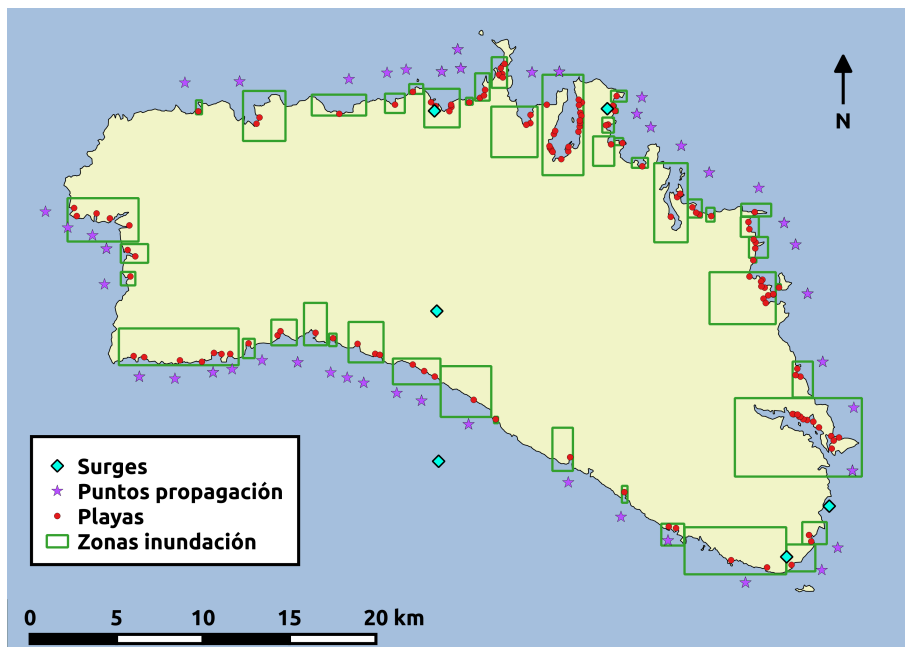 N
Surges
Puntos propagación
Playas
Zonas inundación
0 5 10 15 20 km